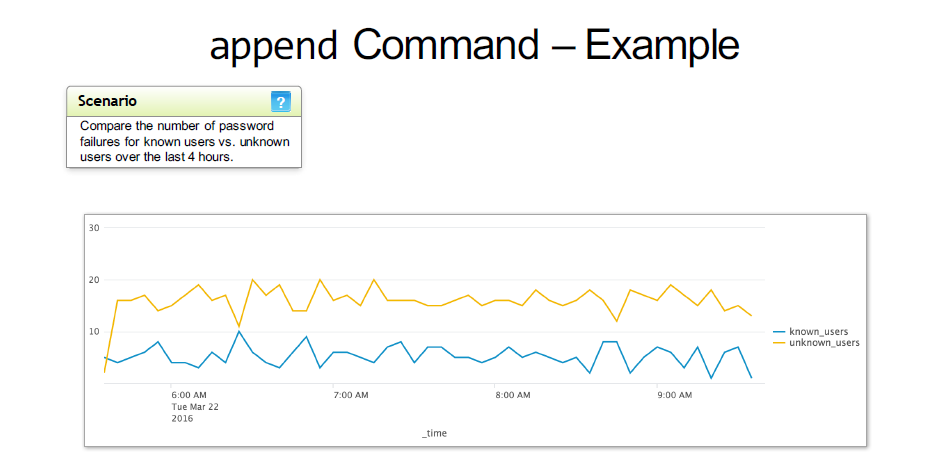 append Command – Example
Scenario
?
Compare the number of password
failures for known users vs. unknown
users over the last 4 hours.
30
20
10
known_users
unknown_users
6:00 AM
Tue Mar 22
2016
7:00 AM
8:00 AM
9:00 AM
_time